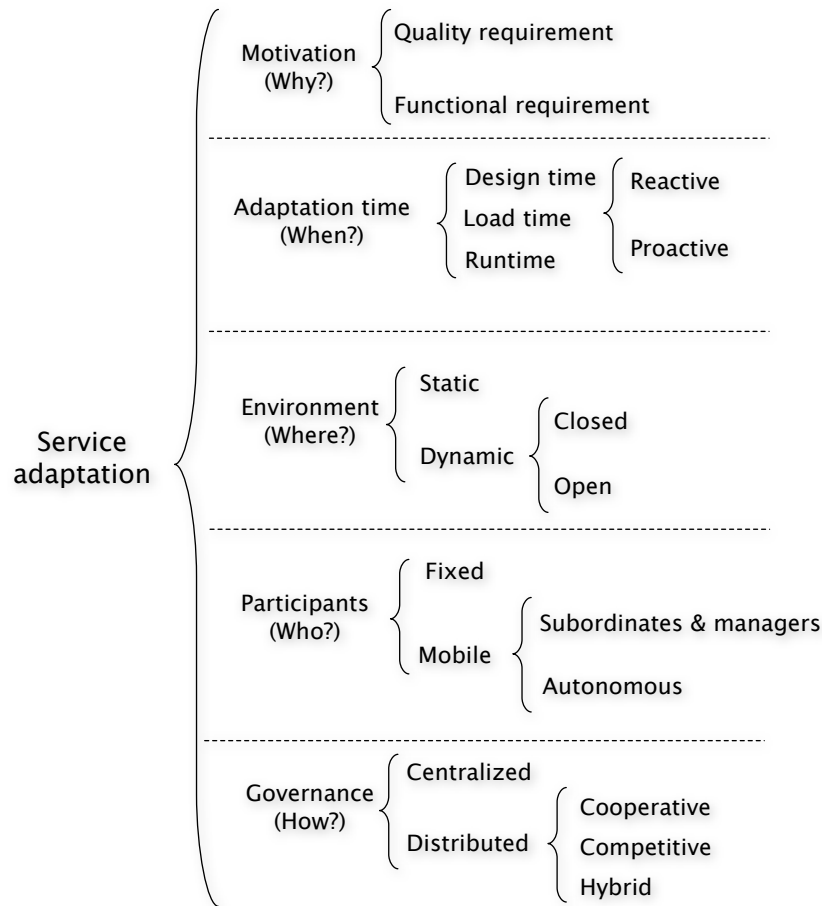 Service
adaptation
Motivation
(Why?)
Quality requirement
Functional requirement
Adaptation time
(When?)
Design time
Load time
Runtime
Reactive
Proactive
Environment
(Where?)
Static
Dynamic
Closed
Open
Participants
(Who?)
Fixed
Mobile
Subordinates & managers
Autonomous
Governance
(How?)
Centralized
Distributed
Cooperative
Competitive
Hybrid